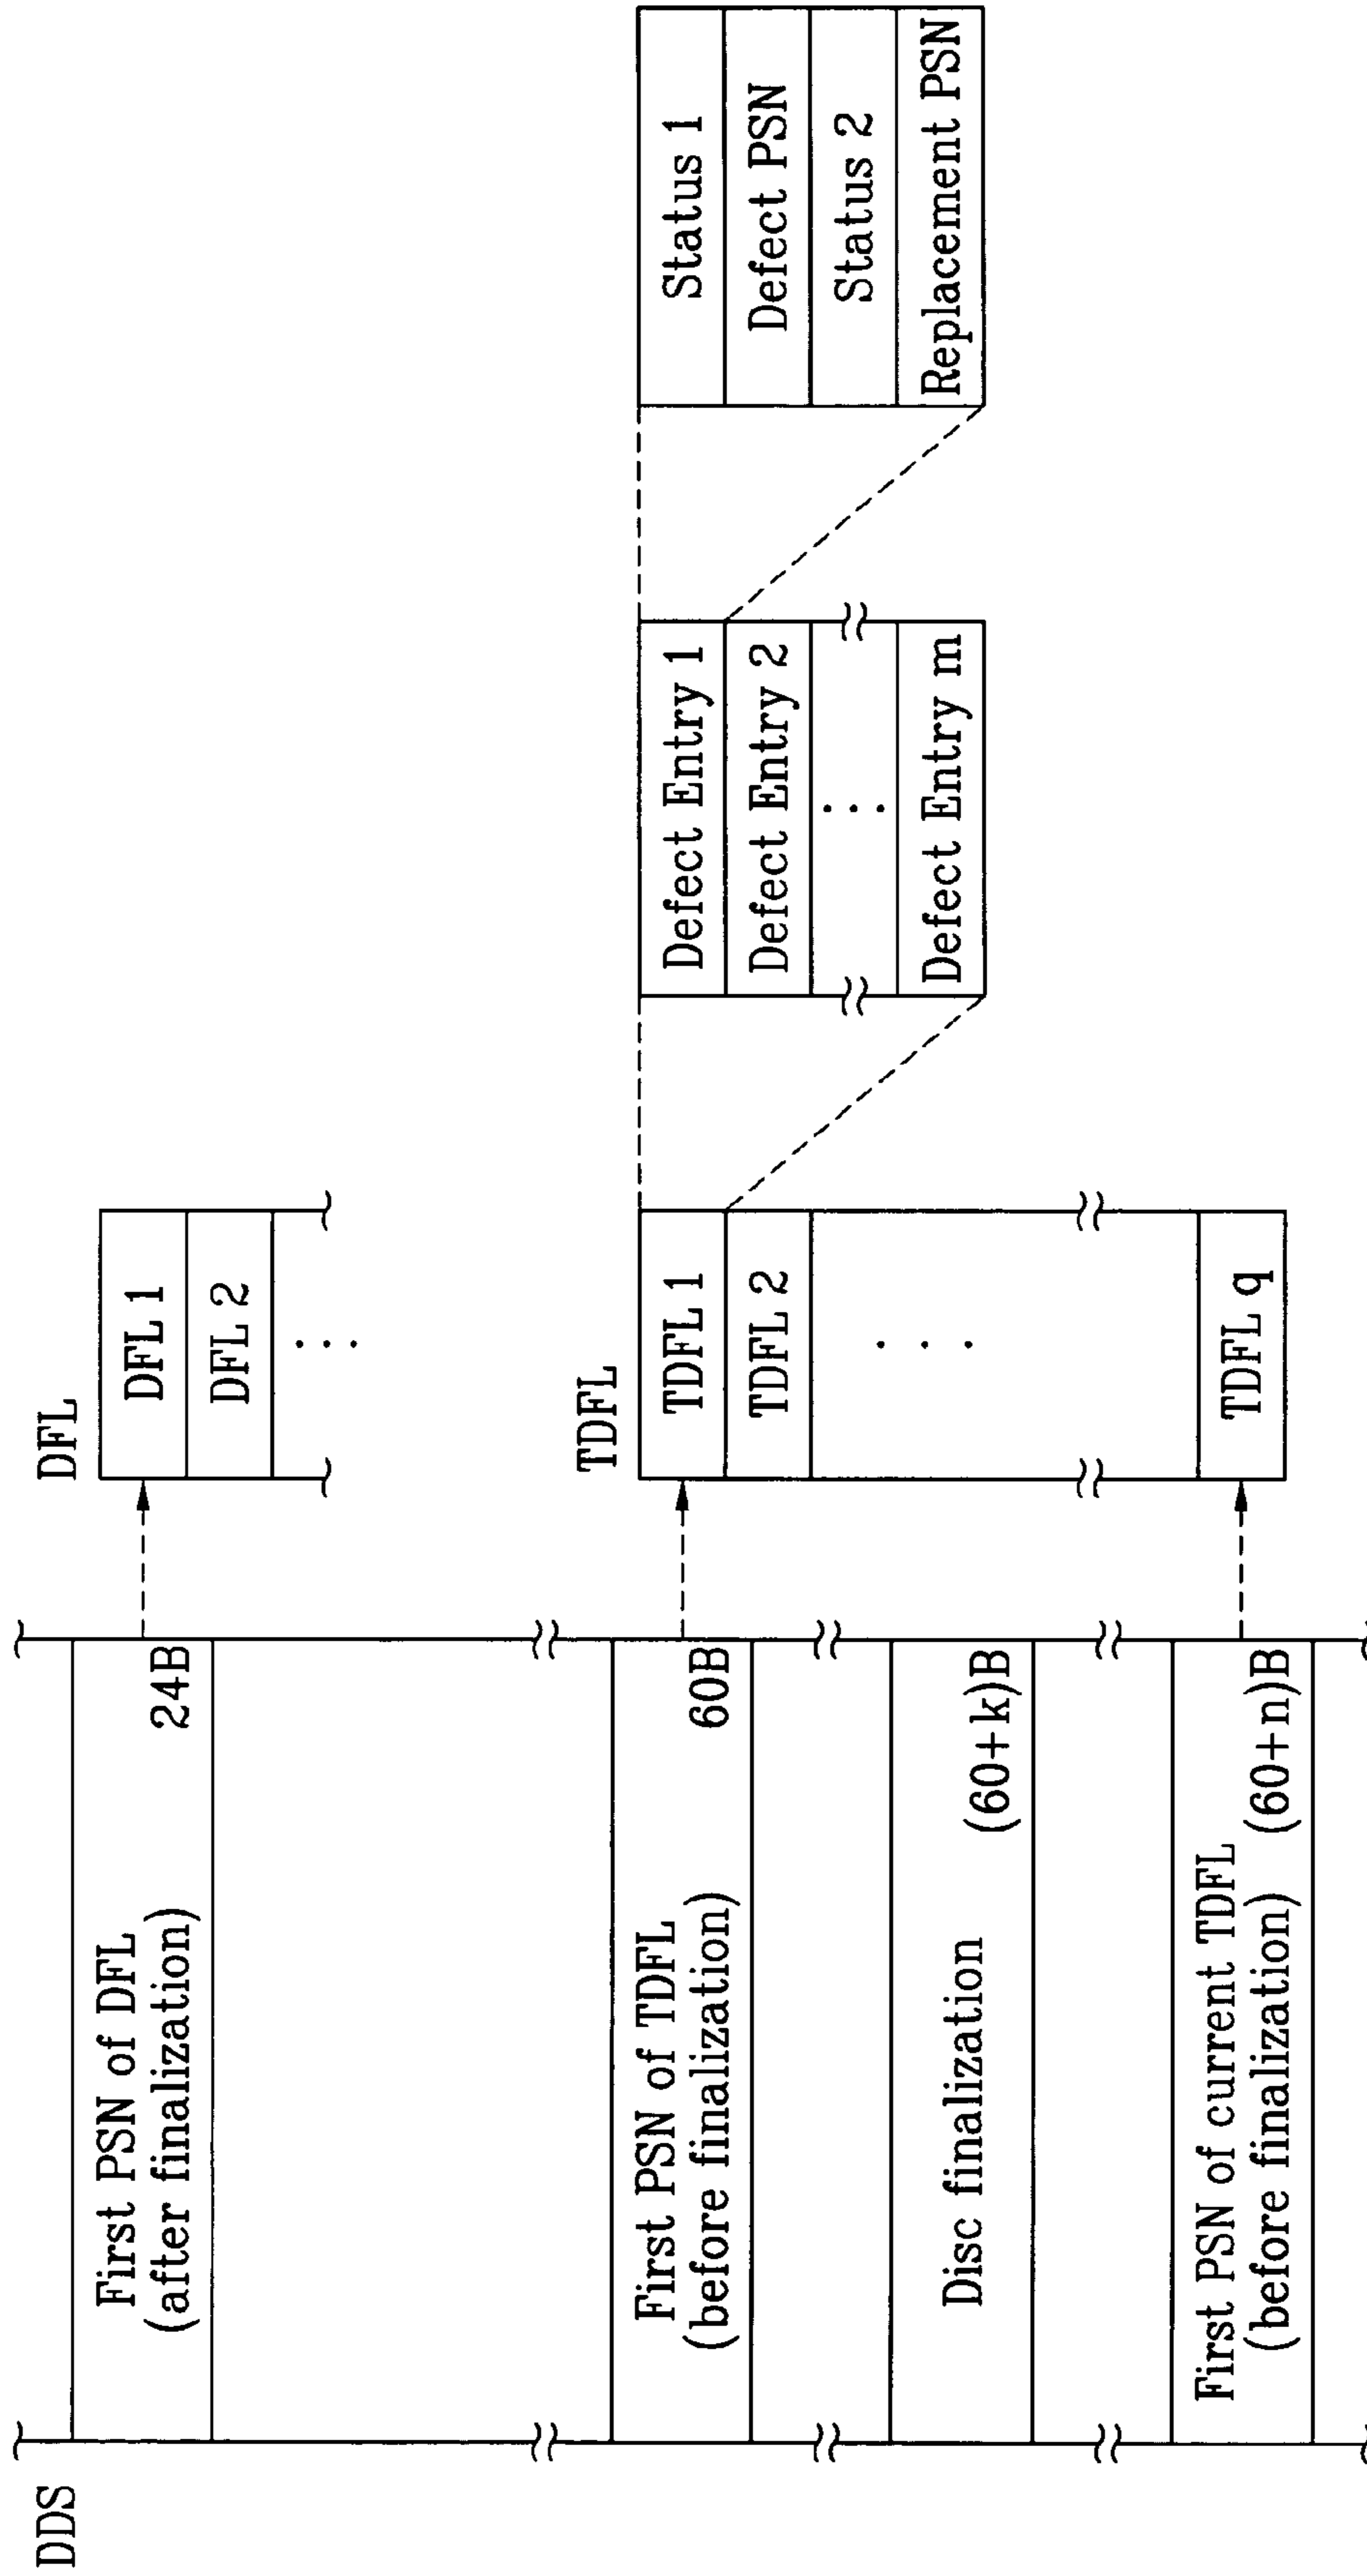 DDS
First PSN of DFL
(after finalization)
24B
First PSN of TDFL
(before finalization)
60B
Disc finalization
(60+k)B
First PSN of current TDFL
(before finalization)
(60+n)B
DFL
DFL 1
DFL 2
...
TDFL
TDFL 1
TDFL 2
...
TDFL q
Defect Entry 1
Defect Entry 2
...
Defect Entry m
Status 1
Defect PSN
Status 2
Replacement PSN